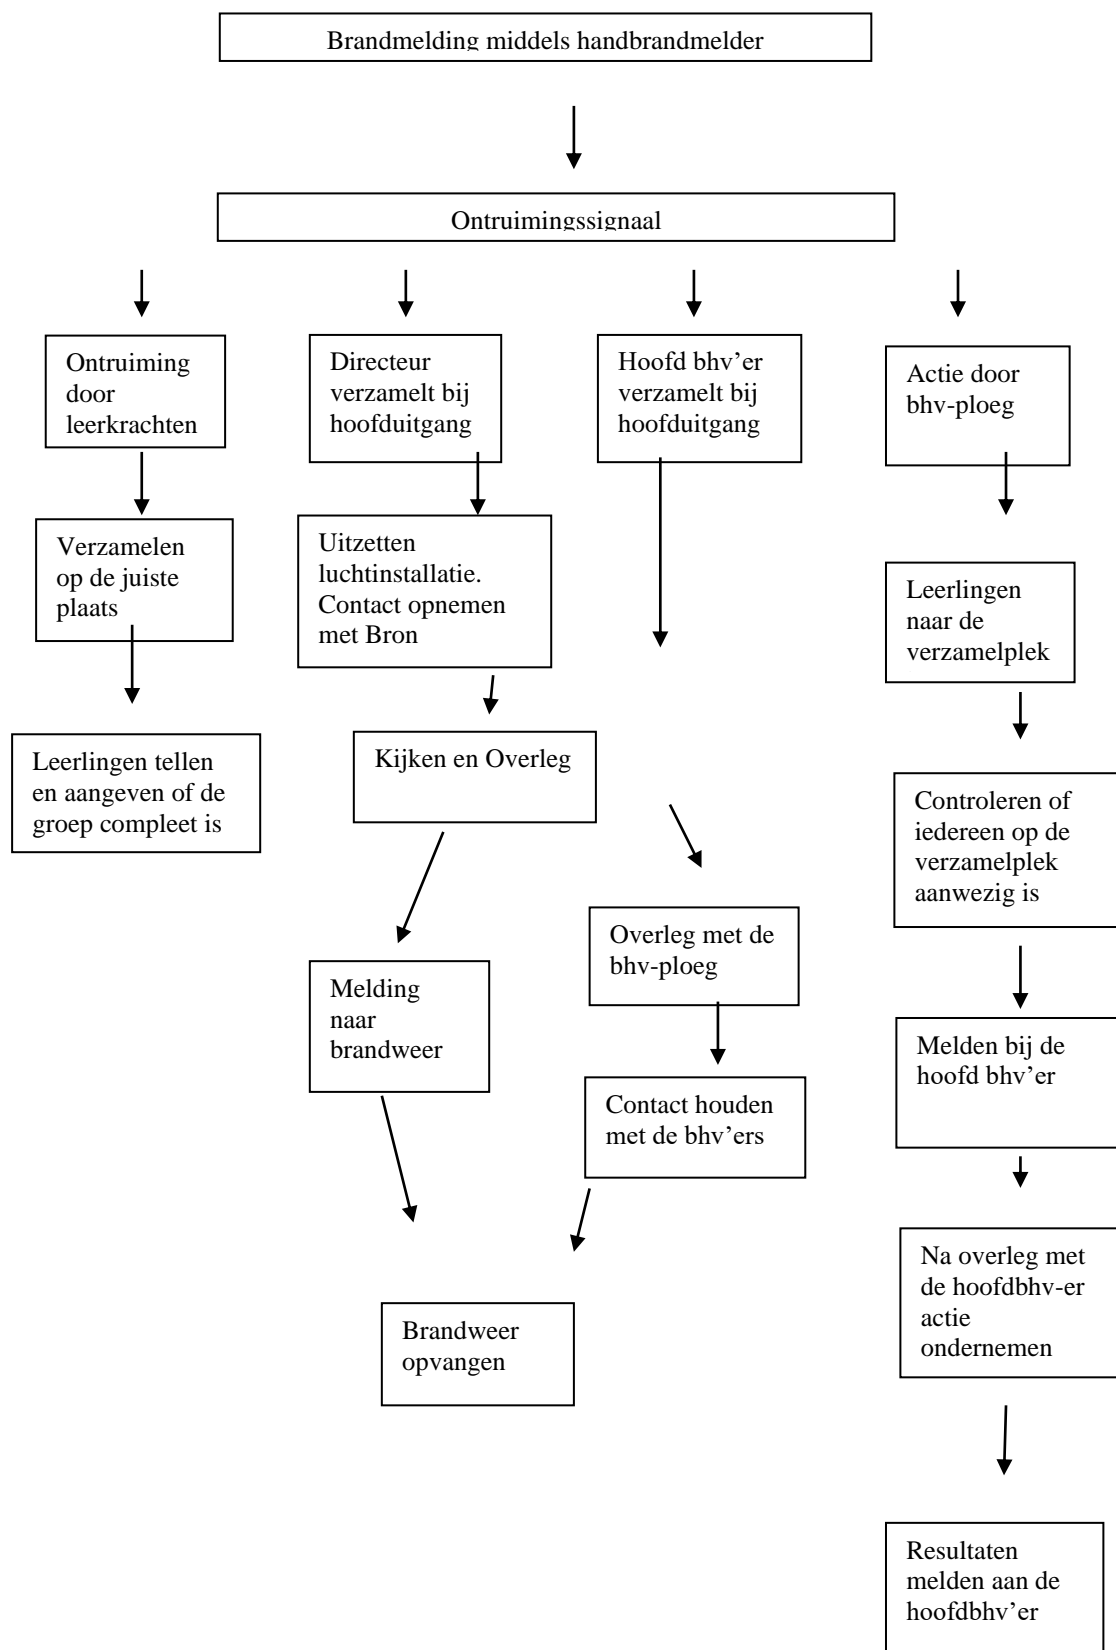 Brandmelding middels handbrandmelder
Ontruimingssignaal
Ontruiming
door
leerkrachten
Directeur
verzamelt bij
hoofduitgang
Hoofd bhv’er
verzamelt bij
hoofduitgang
Actie door
bhv-ploeg
Verzamelen
op de juiste
plaats
Uitzetten
luchtinstallatie.
Contact opnemen
met Bron
Leerlingen
naar de
verzamelplek
Leerlingen tellen
en aangeven of de
groep compleet is
Kijken en Overleg
Controleren of
iedereen op de
verzamelplek
aanwezig is
Overleg met de
bhv-ploeg
Melding
naar
brandweer
Melden bij de
hoofd bhv’er
Contact houden
met de bhv’ers
Na overleg met
de hoofdbhv-er
actie
ondernemen
Brandweer
opvangen
Resultaten
melden aan de
hoofdbhv’er